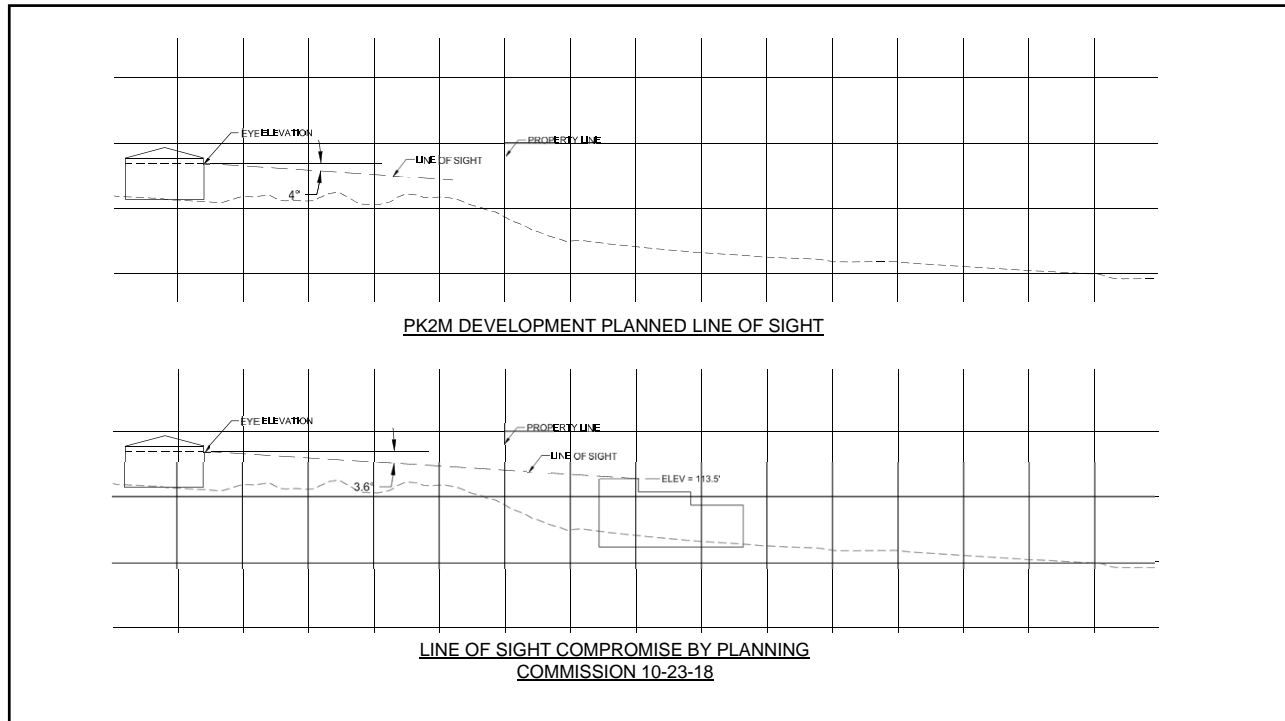 EYE ELEVATION
PROPERTY LINE
LINE OF SIGHT
4°
PK2M DEVELOPMENT PLANNED LINE OF SIGHT
EYE ELEVATION
PROPERTY LINE
LINE OF SIGHT
ELEV = 113.5'
3.6°
LINE OF SIGHT COMPROMISE BY PLANNING
COMMISSION 10-23-18